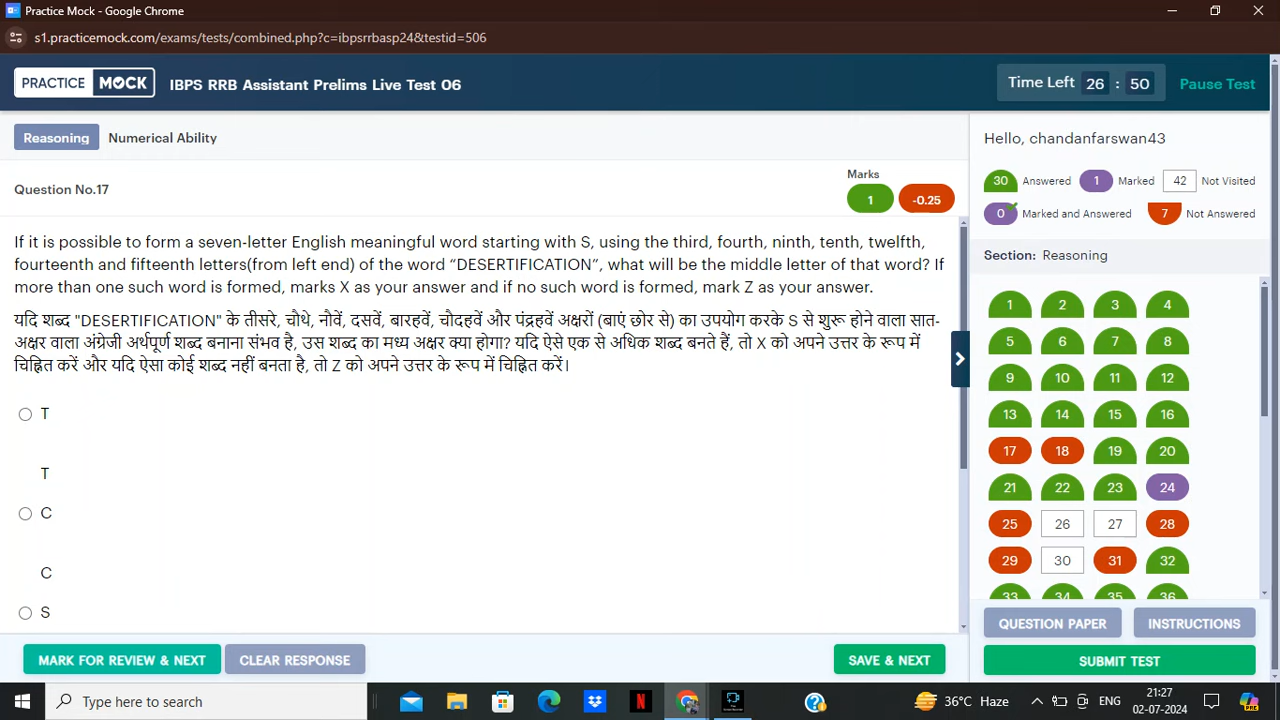 Practice Mock - Google Chrome
s1.practicemock.com/exams/tests/combined.php?c=ibpsrrbasp24&testid=506
PRACTICE MOCK
IBPS RRB Assistant Prelims Live Test 06
Time Left 26 : 50
Pause Test
Reasoning
Numerical Ability
Hello, chandanfarswan43
Question No.17
Marks
1
-0.25
30 Answered
1 Marked
42 Not Visited
0 Marked and Answered
7 Not Answered
Section: Reasoning
If it is possible to form a seven-letter English meaningful word starting with S, using the third, fourth, ninth, tenth, twelfth,
fourteenth and fifteenth letters(from left end) of the word “DESERTIFICATION”, what will be the middle letter of that word? If
more than one such word is formed, marks X as your answer and if no such word is formed, mark Z as your answer.
यदि शब्द "DESERTIFICATION" के तीसरे, चौथे, नौवें, दसवें, बारहवें, चौदहवें और पंद्रहवें अक्षरों (बाएं छोर से) का उपयोग करके S से शुरू होने वाला सात-
अक्षर वाला अंग्रेजी अर्थपूर्ण शब्द बनाना संभव है, उस शब्द का मध्य अक्षर क्या होगा? यदि ऐसे एक से अधिक शब्द बनते हैं, तो X को अपने उत्तर के रूप में
चिह्नित करें और यदि ऐसा कोई शब्द नहीं बनता है, तो Z को अपने उत्तर के रूप में चिह्नित करें।
T
T
C
C
S
1 2 3 4
5 6 7 8
9 10 11 12
13 14 15 16
17 18 19 20
21 22 23 24
25 26 27 28
29 30 31 32
33 34 35 36
MARK FOR REVIEW & NEXT
CLEAR RESPONSE
SAVE & NEXT
QUESTION PAPER
INSTRUCTIONS
SUBMIT TEST
Type here to search
36°C Haze
ENG
21:27
02-07-2024